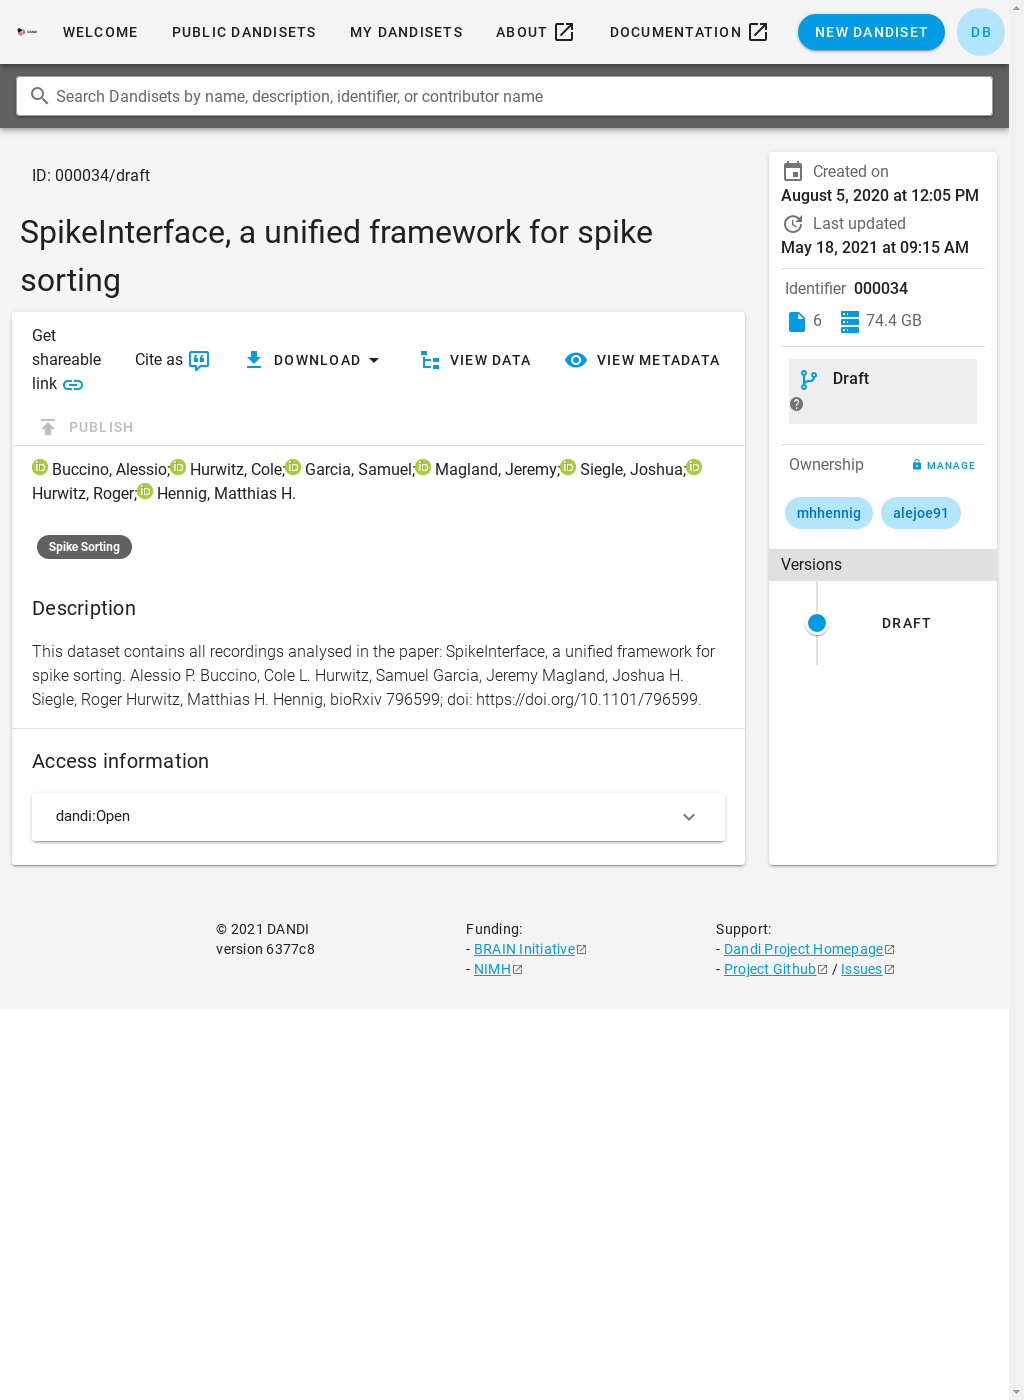 WELCOME PUBLIC DANDISETS MY DANDISETS ABOUT DOCUMENTATION NEW DANDISET DB
Search Dandisets by name, description, identifier, or contributor name
ID: 000034/draft
SpikeInterface, a unified framework for spike
sorting
Get
shareable
link
Cite as
DOWNLOAD
VIEW DATA
VIEW METADATA
PUBLISH
iD Buccino, Alessio; iD Hurwitz, Cole; iD Garcia, Samuel; iD Magland, Jeremy; iD Siegle, Joshua; iD
Hurwitz, Roger; iD Hennig, Matthias H.
Spike Sorting
Description
This dataset contains all recordings analysed in the paper: SpikeInterface, a unified framework for
spike sorting. Alessio P. Buccino, Cole L. Hurwitz, Samuel Garcia, Jeremy Magland, Joshua H.
Siegle, Roger Hurwitz, Matthias H. Hennig, bioRxiv 796599; doi: https://doi.org/10.1101/796599.
Access information
dandi:Open
Created on
August 5, 2020 at 12:05 PM
Last updated
May 18, 2021 at 09:15 AM
Identifier 000034
6 74.4 GB
Draft
?
Ownership MANAGE
mhhennig alejoe91
Versions
DRAFT
© 2021 DANDI
version 6377c8
Funding:
- BRAIN Initiative
- NIMH
Support:
- Dandi Project Homepage
- Project Github / Issues